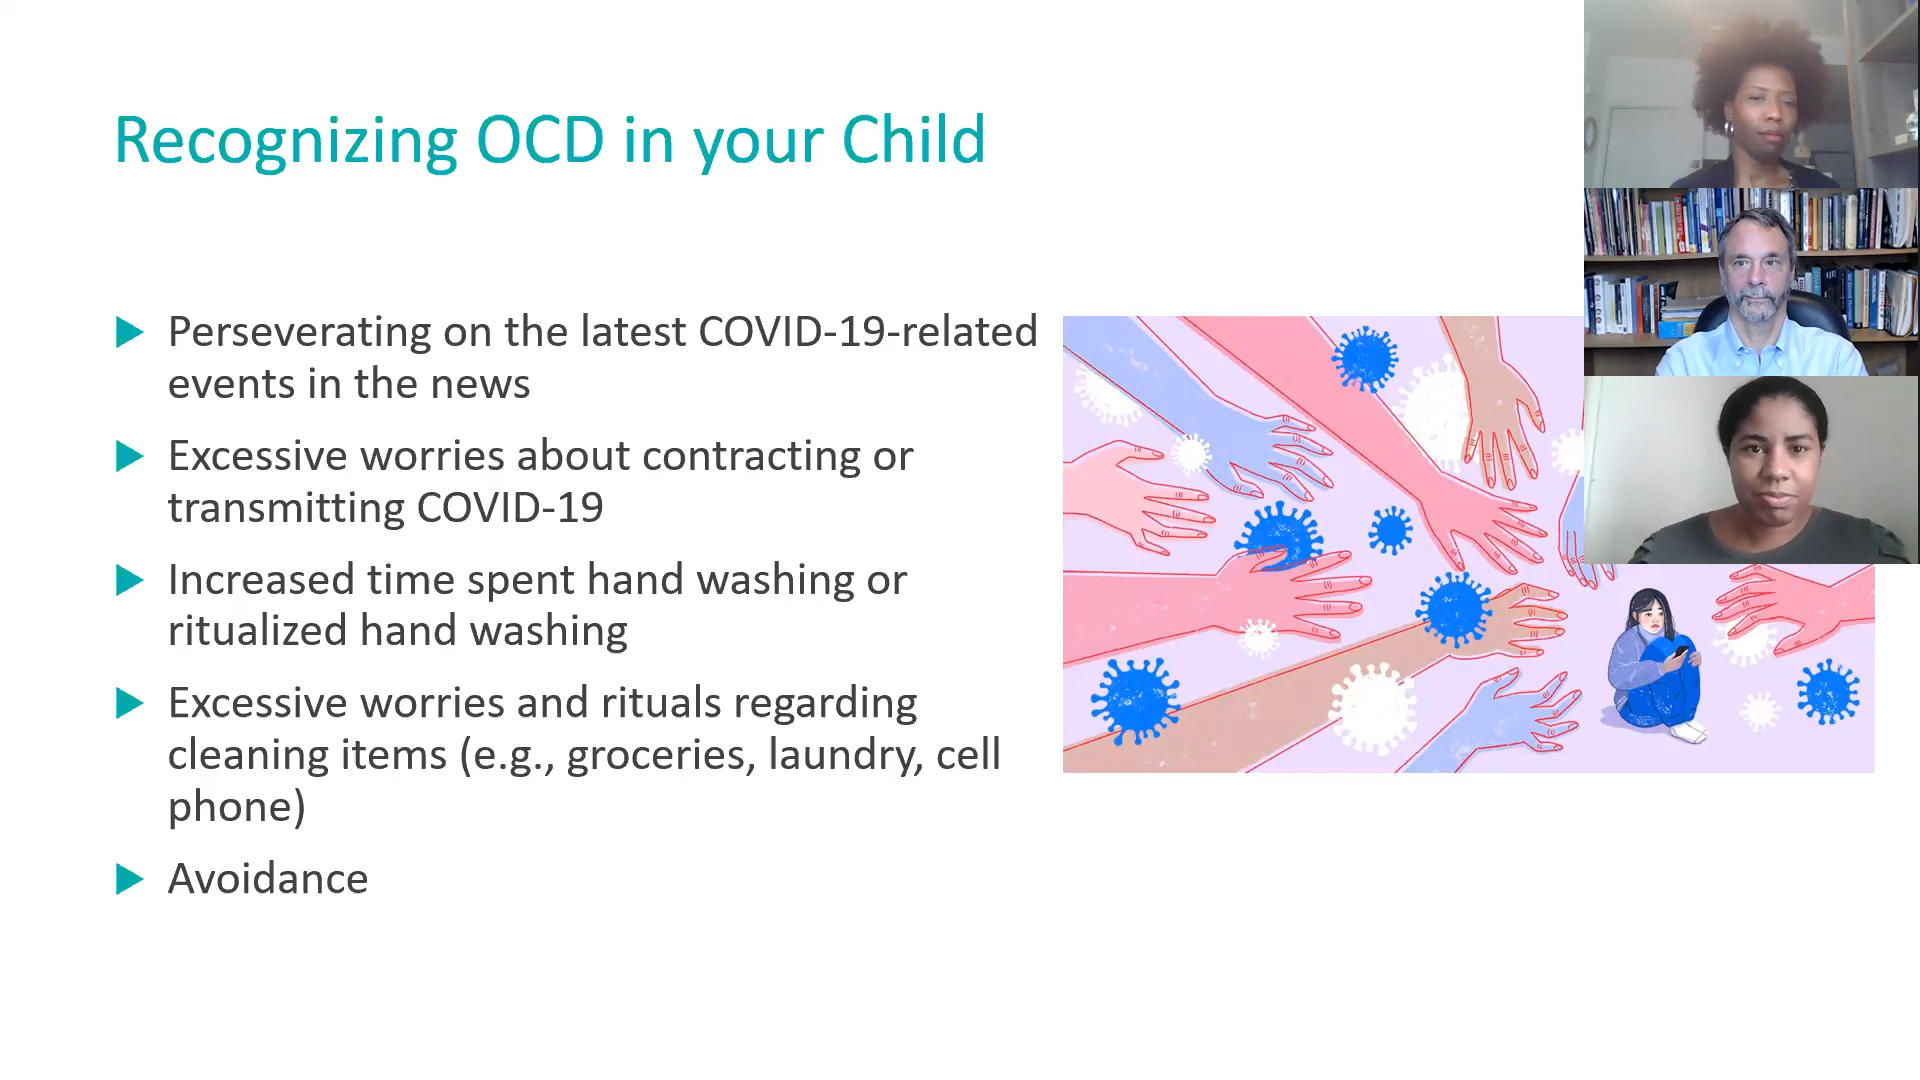 Recognizing OCD in your Child
Perseverating on the latest COVID-19-related
events in the news
Excessive worries about contracting or
transmitting COVID-19
Increased time spent hand washing or
ritualized hand washing
Excessive worries and rituals regarding
cleaning items (e.g., groceries, laundry, cell
phone)
Avoidance